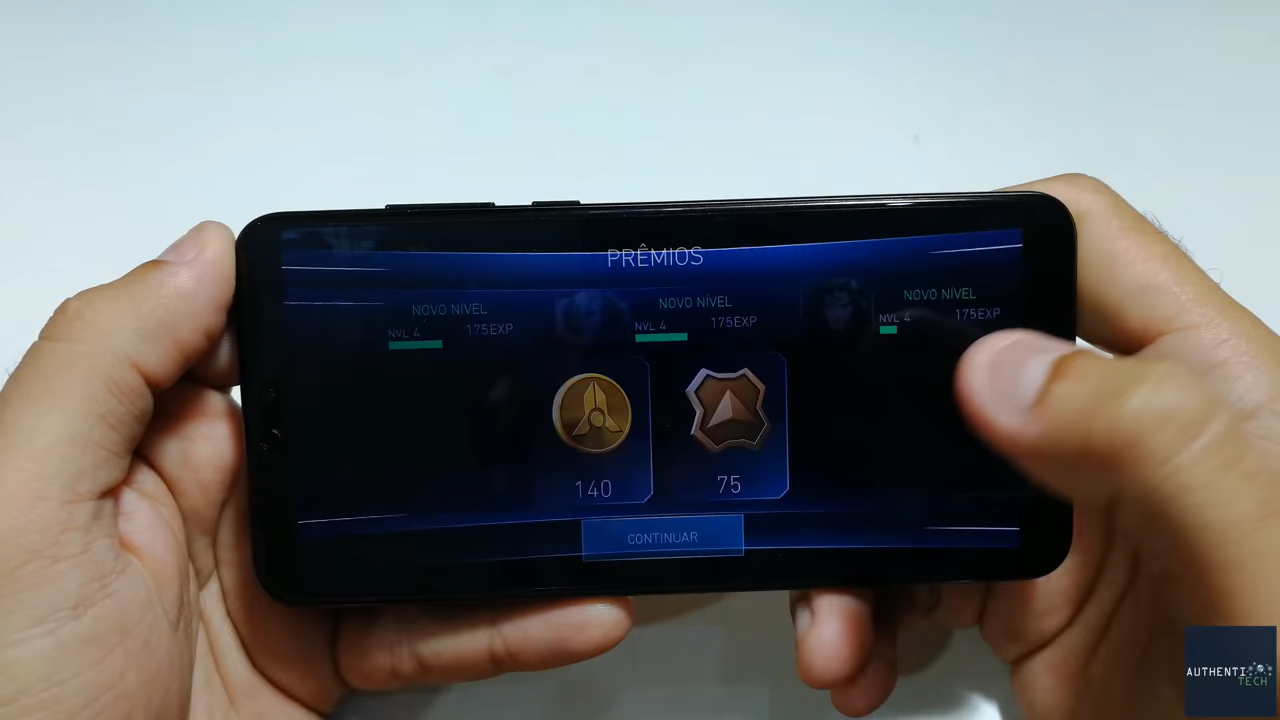 PRÊMIOS
NOVO NÍVEL
NVL 4 175EXP
NOVO NÍVEL
NVL 4 175EXP
NOVO NÍVEL
NVL 4 175EXP
140
75
CONTINUAR
AUTHENTI
TECH